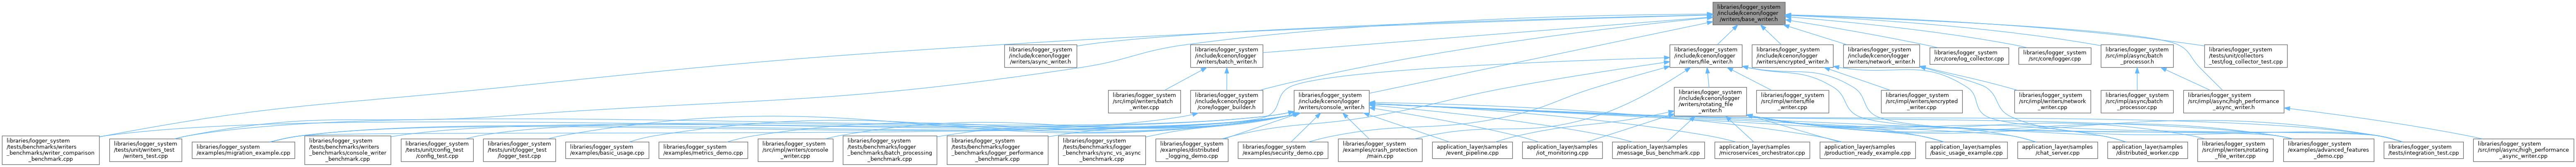 libraries/logger_system
/include/kcenon/logger
/writers/base_writer.h
libraries/logger_system
/include/kcenon/logger
/writers/async_writer.h
libraries/logger_system
/include/kcenon/logger
/writers/batch_writer.h
libraries/logger_system
/include/kcenon/logger
/writers/file_writer.h
libraries/logger_system
/include/kcenon/logger
/writers/encrypted_writer.h
libraries/logger_system
/include/kcenon/logger
/writers/network_writer.h
libraries/logger_system
/src/core/log_collector.cpp
libraries/logger_system
/src/core/logger.cpp
libraries/logger_system
/src/impl/async/batch
_processor.h
libraries/logger_system
/tests/unit/collectors
_test/log_collector_test.cpp
libraries/logger_system
/src/impl/writers/batch
_writer.cpp
libraries/logger_system
/include/kcenon/logger
/core/logger_builder.h
libraries/logger_system
/include/kcenon/logger
/writers/console_writer.h
libraries/logger_system
/include/kcenon/logger
/writers/rotating_file
_writer.h
libraries/logger_system
/src/impl/writers/file
_writer.cpp
libraries/logger_system
/src/impl/writers/encrypted
_writer.cpp
libraries/logger_system
/src/impl/writers/network
_writer.cpp
libraries/logger_system
/src/impl/async/batch
_processor.cpp
libraries/logger_system
/src/impl/async/high_performance
_async_writer.h
libraries/logger_system
/tests/benchmarks/writers
_benchmarks/writer_comparison
_benchmark.cpp
libraries/logger_system
/tests/unit/writers_test
/writers_test.cpp
libraries/logger_system
/examples/migration_example.cpp
libraries/logger_system
/tests/benchmarks/writers
_benchmarks/console_writer
_benchmark.cpp
libraries/logger_system
/tests/unit/config_test
/config_test.cpp
libraries/logger_system
/tests/unit/logger_test
/logger_test.cpp
libraries/logger_system
/examples/basic_usage.cpp
libraries/logger_system
/examples/metrics_demo.cpp
libraries/logger_system
/src/impl/writers/console
_writer.cpp
libraries/logger_system
/tests/benchmarks/logger
_benchmarks/batch_processing
_benchmark.cpp
libraries/logger_system
/tests/benchmarks/logger
_benchmarks/logger_performance
_benchmark.cpp
libraries/logger_system
/tests/benchmarks/logger
_benchmarks/sync_vs_async
_benchmark.cpp
libraries/logger_system
/examples/distributed
_logging_demo.cpp
libraries/logger_system
/examples/security_demo.cpp
libraries/logger_system
/examples/crash_protection
/main.cpp
application_layer/samples
/event_pipeline.cpp
application_layer/samples
/iot_monitoring.cpp
application_layer/samples
/message_bus_benchmark.cpp
application_layer/samples
/microservices_orchestrator.cpp
application_layer/samples
/production_ready_example.cpp
application_layer/samples
/basic_usage_example.cpp
application_layer/samples
/chat_server.cpp
application_layer/samples
/distributed_worker.cpp
libraries/logger_system
/src/impl/writers/rotating
_file_writer.cpp
libraries/logger_system
/examples/advanced_features
_demo.cpp
libraries/logger_system
/tests/integration_test.cpp
libraries/logger_system
/src/impl/async/high_performance
_async_writer.cpp